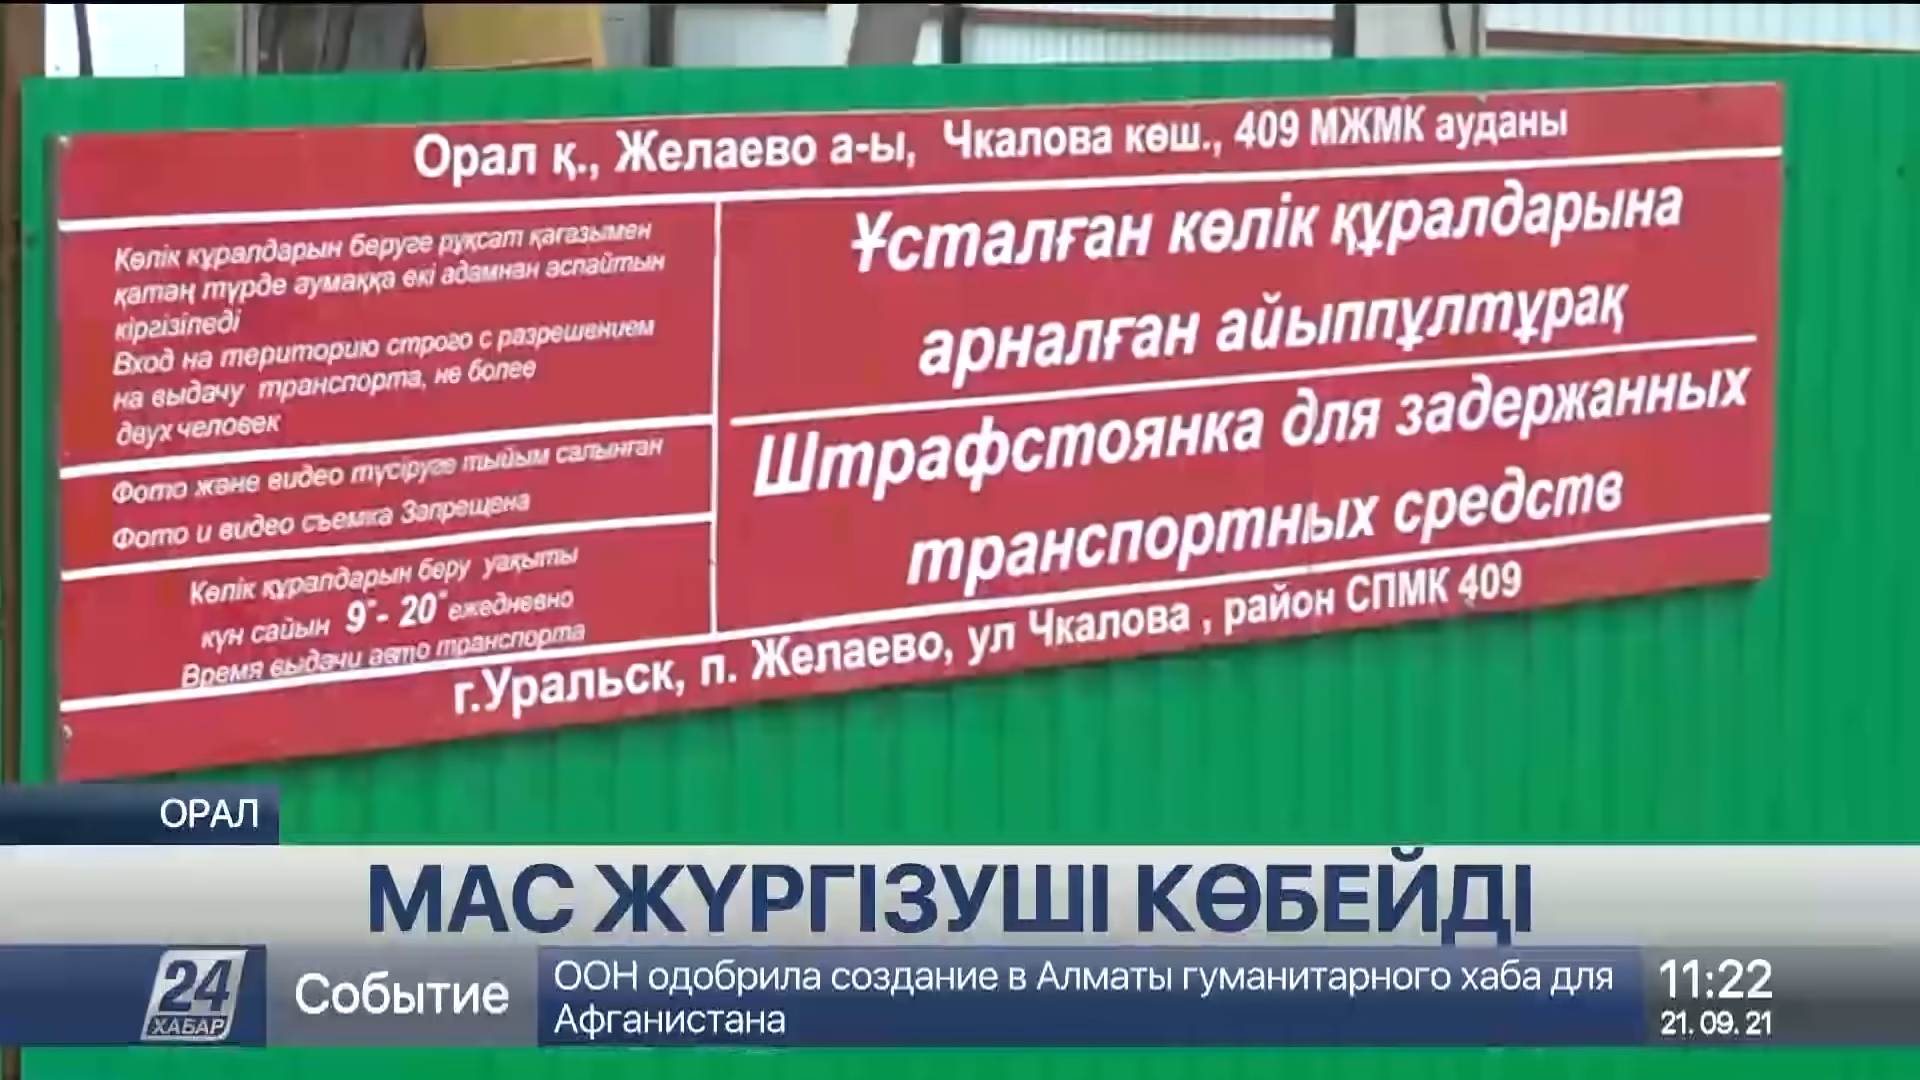 Орал қ., Желаево а-ы, Чкалова көш., 409 МЖМК ауданы
Көлік құралдарын беруге рұқсат қағазымен
қатаң түрде аумаққа екі адамнан аспайтын
кіргізіледі
Вход на територию строго с разрешением
на выдачу транспорта, не более
двух человек
Фото және видео түсіруге тыйым салынған
Фото и видео съемка Запрещена
Көлік құралдарын беру уақыты
күн сайын 9°- 20° ежедневно
Время выдачи авто транспорта
Ұсталған көлік құралдарына
арналған айыппұлтұрақ
Штрафстоянка для задержанных
транспортных средств
г.Уральск, п. Желаево, ул Чкалова , район СПМК 409
ОРАЛ
МАС ЖҮРГІЗУШІ КӨБЕЙДІ
24
ХАБАР
Событие
ООН одобрила создание в Алматы гуманитарного хаба для
Афганистана
11:22
21. 09. 21